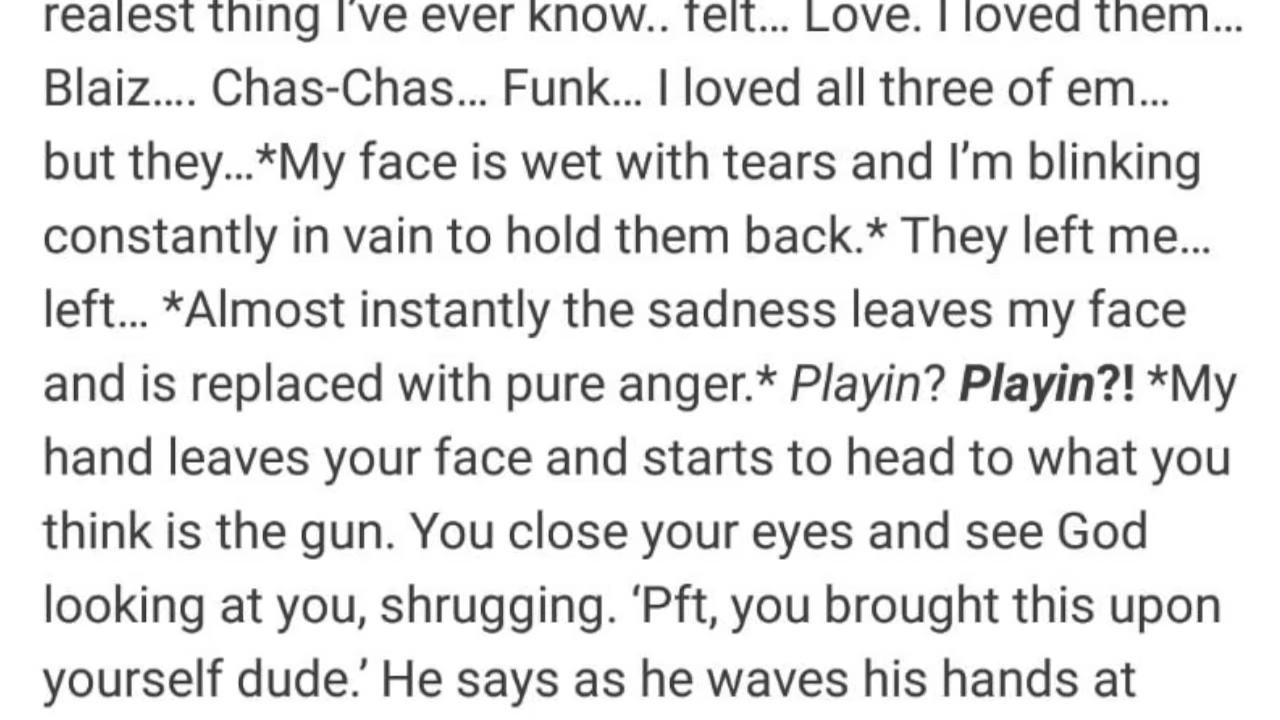 realest thing I’ve ever know.. felt… Love. I loved them…
Blaiz.... Chas-Chas… Funk… I loved all three of em…
but they…*My face is wet with tears and I’m blinking
constantly in vain to hold them back.* They left me…
left… *Almost instantly the sadness leaves my face
and is replaced with pure anger.* Playin? Playin?! *My
hand leaves your face and starts to head to what you
think is the gun. You close your eyes and see God
looking at you, shrugging. ‘Pft, you brought this upon
yourself dude.’ He says as he waves his hands at